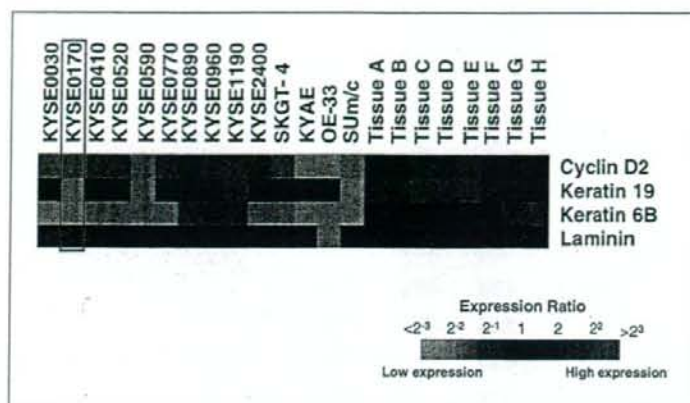 KYSE0030
KYSE0170
KYSE0410
KYSE0520
KYSE0590
KYSE0770
KYSE0890
KYSE0960
KYSE1190
KYSE2400
SKGT- 4
KYAE
OE-33
SUm/c
Tissue A
Tissue B
Tissue C
Tissue D
Tissue E
Tissue F
Tissue G
Tissue H
Cyclin D2
Keratin 19
Keratin 6B
Laminin
Expression Ratio
<2⁻³ 2⁻² 2⁻¹ 1 2 2² >2³
Low expression High expression